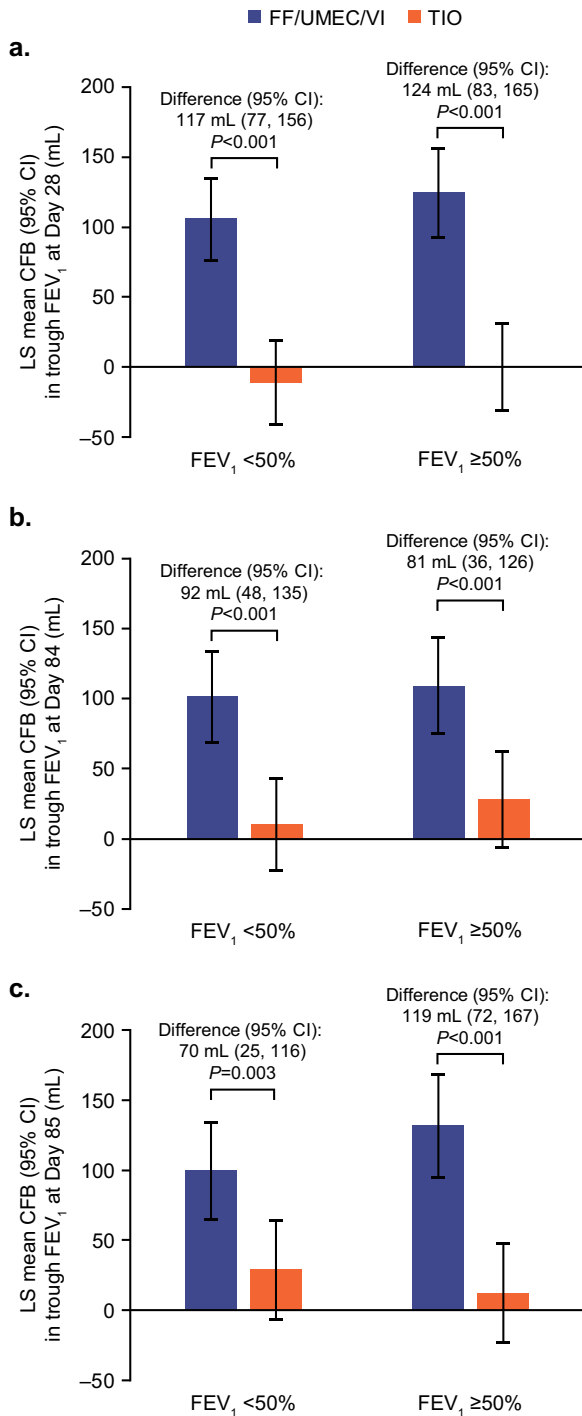 FF/UMEC/VI TIO
a.
Difference (95% CI):
117 mL (77, 156)
P<0.001
Difference (95% CI):
124 mL (83, 165)
P<0.001
LS mean CFB (95% CI)
in trough FEV₁ at Day 28 (mL)
200
150
100
50
0
–50
FEV₁ <50%
FEV₁ ≥50%
b.
Difference (95% CI):
92 mL (48, 135)
P<0.001
Difference (95% CI):
81 mL (36, 126)
P<0.001
LS mean CFB (95% CI)
in trough FEV₁ at Day 84 (mL)
200
150
100
50
0
–50
FEV₁ <50%
FEV₁ ≥50%
c.
Difference (95% CI):
70 mL (25, 116)
P=0.003
Difference (95% CI):
119 mL (72, 167)
P<0.001
LS mean CFB (95% CI)
in trough FEV₁ at Day 85 (mL)
200
150
100
50
0
–50
FEV₁ <50%
FEV₁ ≥50%